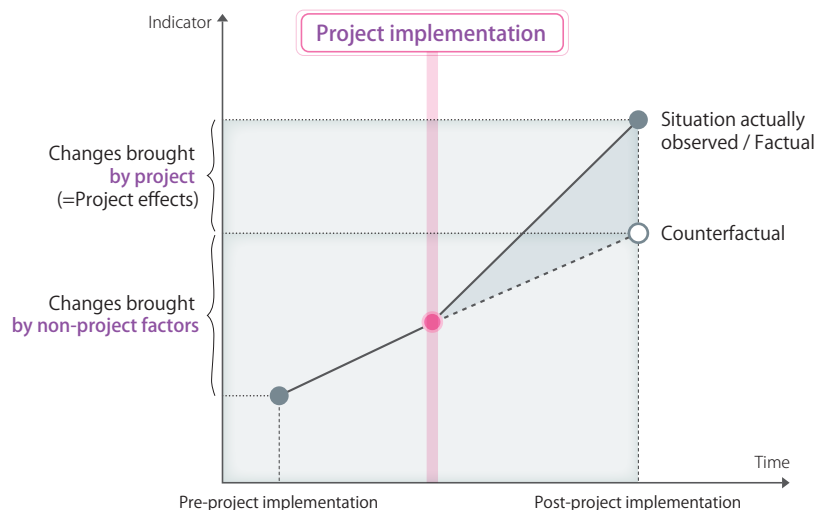 Indicator
Project implementation
Situation actually
observed / Factual
Changes brought
by project
(=Project effects)
Counterfactual
Changes brought
by non-project factors
Time
Pre-project implementation
Post-project implementation